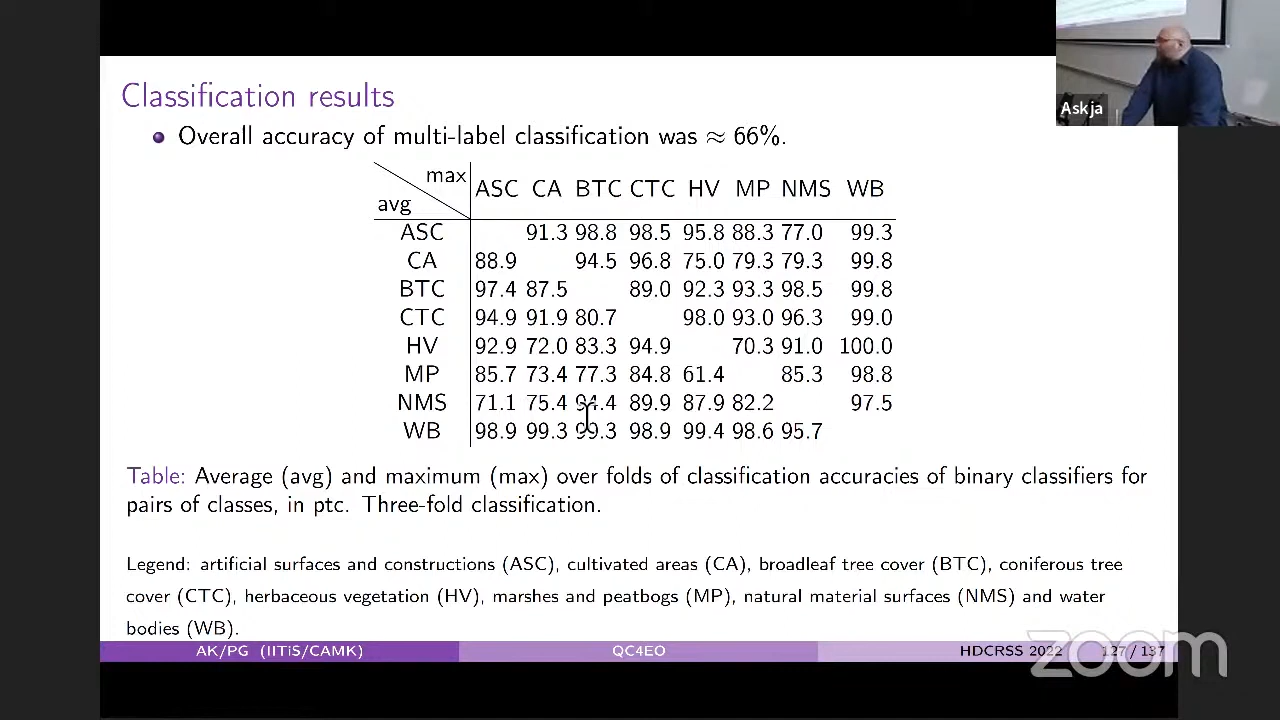 Askja
Classification results
Overall accuracy of multi-label classification was ≈ 66%.
max
avg
ASC CA BTC CTC HV MP NMS WB
ASC 91.3 98.8 98.5 95.8 88.3 77.0 99.3
CA 88.9 94.5 96.8 75.0 79.3 79.3 99.8
BTC 97.4 87.5 89.0 92.3 93.3 98.5 99.8
CTC 94.9 91.9 80.7 98.0 93.0 96.3 99.0
HV 92.9 72.0 83.3 94.9 70.3 91.0 100.0
MP 85.7 73.4 77.3 84.8 61.4 85.3 98.8
NMS 71.1 75.4 94.4 89.9 87.9 82.2 97.5
WB 98.9 99.3 99.3 98.9 99.4 98.6 95.7
Table: Average (avg) and maximum (max) over folds of classification accuracies of binary classifiers for
pairs of classes, in ptc. Three-fold classification.
Legend: artificial surfaces and constructions (ASC), cultivated areas (CA), broadleaf tree cover (BTC), coniferous tree
cover (CTC), herbaceous vegetation (HV), marshes and peatbogs (MP), natural material surfaces (NMS) and water
bodies (WB).
AK/PG (IITiS/CAMK) QC4EO HDCRSS 2022 127 / 137
zoom